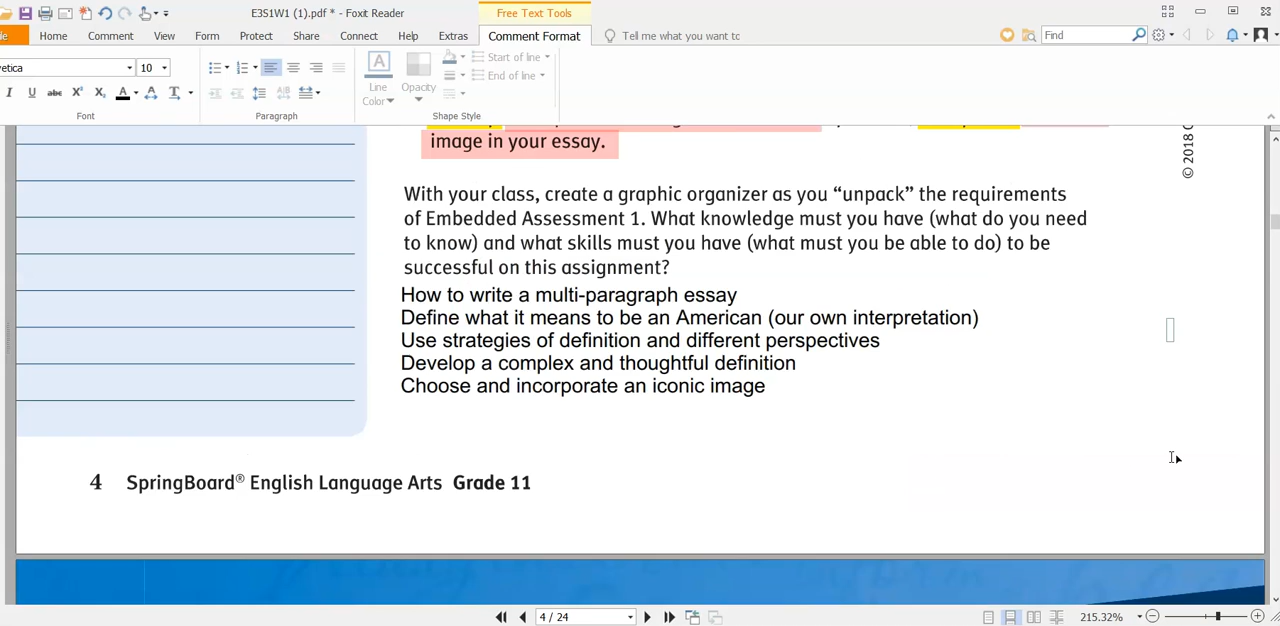 E3S1W1 (1).pdf * - Foxit Reader
Free Text Tools
Home Comment View Form Protect Share Connect Help Extras Comment Format Tell me what you want to Find
etica 10
Start of line
End of line
Line Color
Opacity
Font
Paragraph
Shape Style
image in your essay.
© 2018
With your class, create a graphic organizer as you “unpack” the requirements
of Embedded Assessment 1. What knowledge must you have (what do you need
to know) and what skills must you have (what must you be able to do) to be
successful on this assignment?
How to write a multi-paragraph essay
Define what it means to be an American (our own interpretation)
Use strategies of definition and different perspectives
Develop a complex and thoughtful definition
Choose and incorporate an iconic image
4 SpringBoard® English Language Arts Grade 11
4 / 24
215.32%